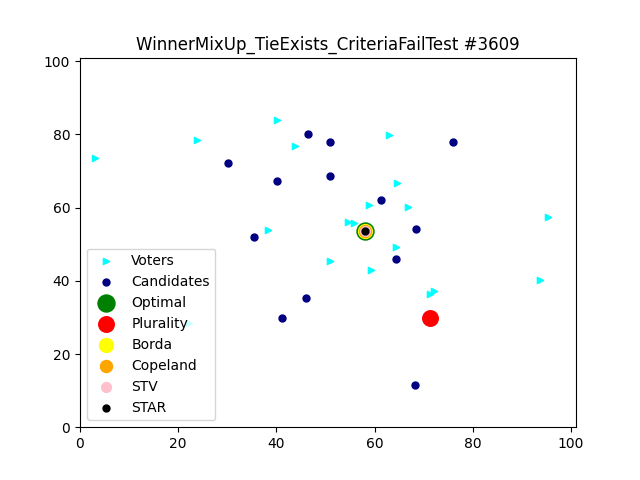 WinnerMixUp_TieExists_CriteriaFailTest #3609
100
80
60
40
20
0
Voters
Candidates
Optimal
Plurality
Borda
Copeland
STV
STAR
0 20 40 60 80 100